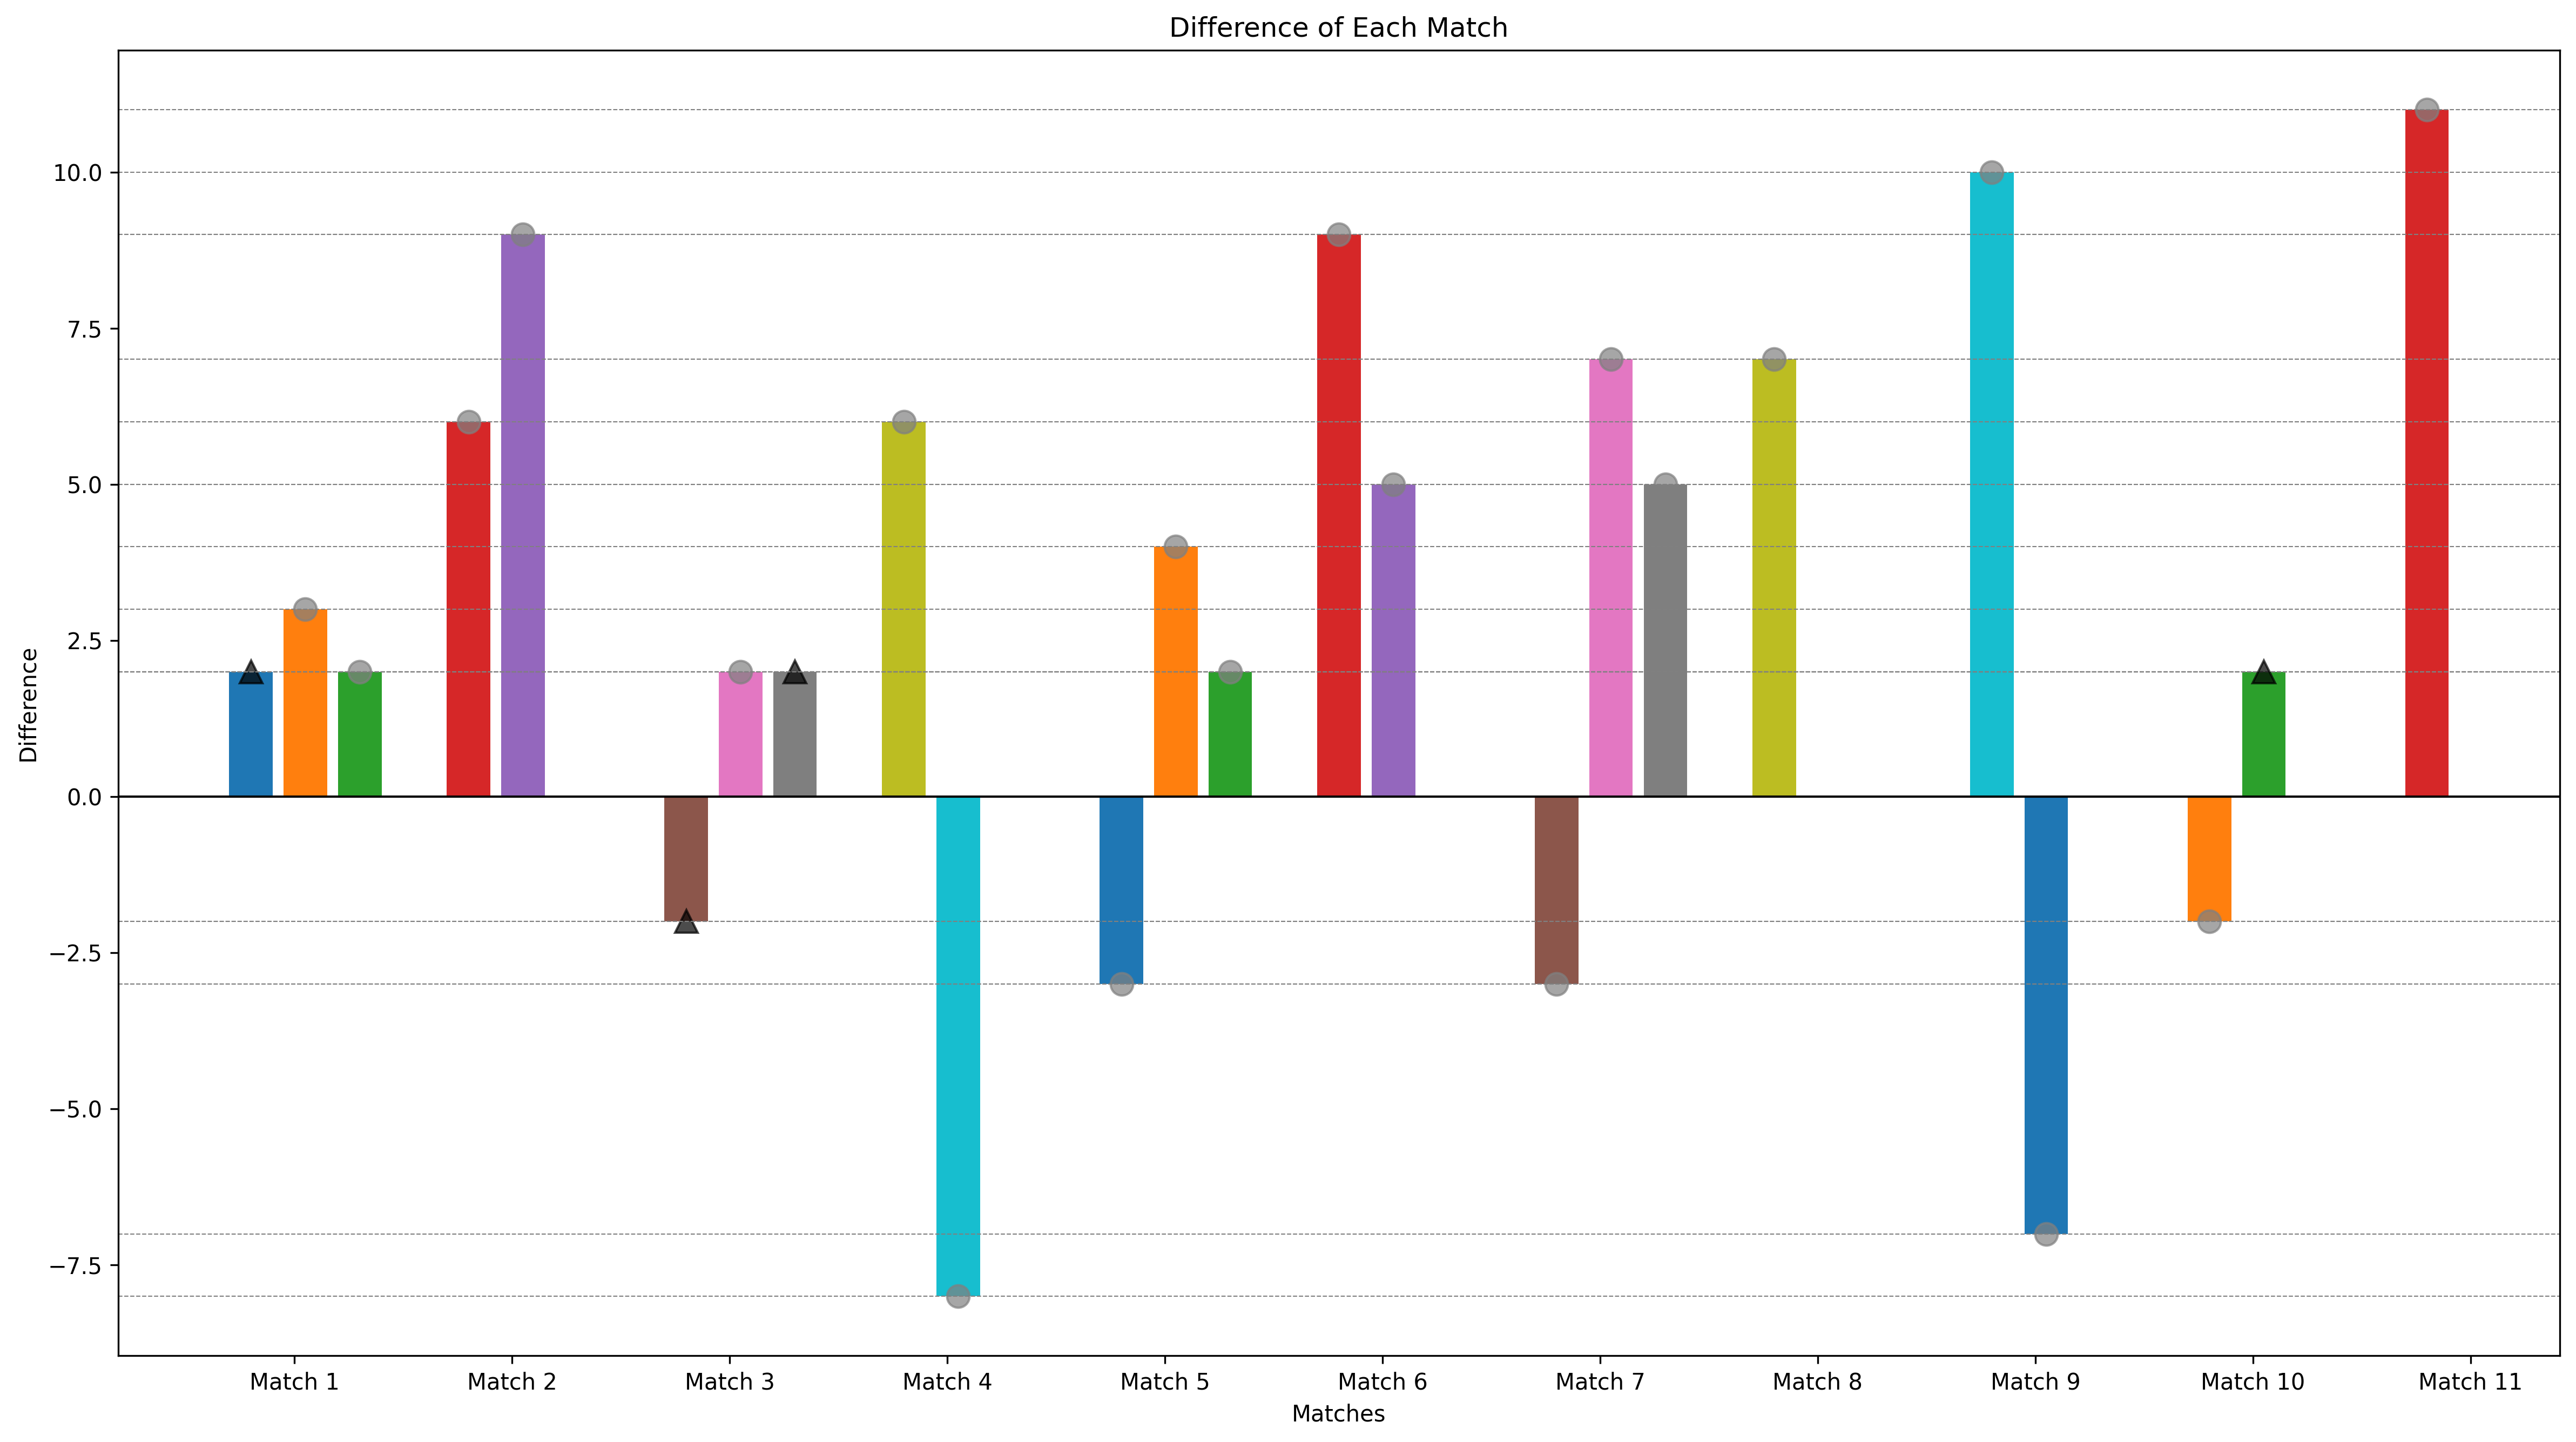 Difference of Each Match
10.0
7.5
5.0
2.5
0.0
−2.5
−5.0
−7.5
Difference
Match 1 Match 2 Match 3 Match 4 Match 5 Match 6 Match 7 Match 8 Match 9 Match 10 Match 11
Matches